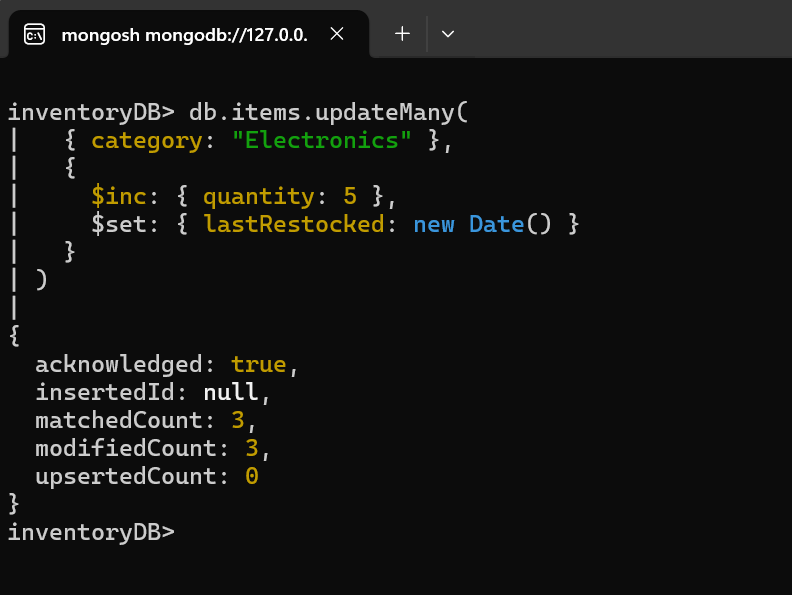 mongosh mongodb://127.0.0.
inventoryDB> db.items.updateMany(
|   { category: "Electronics" },
|   {
|     $inc: { quantity: 5 },
|     $set: { lastRestocked: new Date() }
|   }
| )
|
{
  acknowledged: true,
  insertedId: null,
  matchedCount: 3,
  modifiedCount: 3,
  upsertedCount: 0
}
inventoryDB>